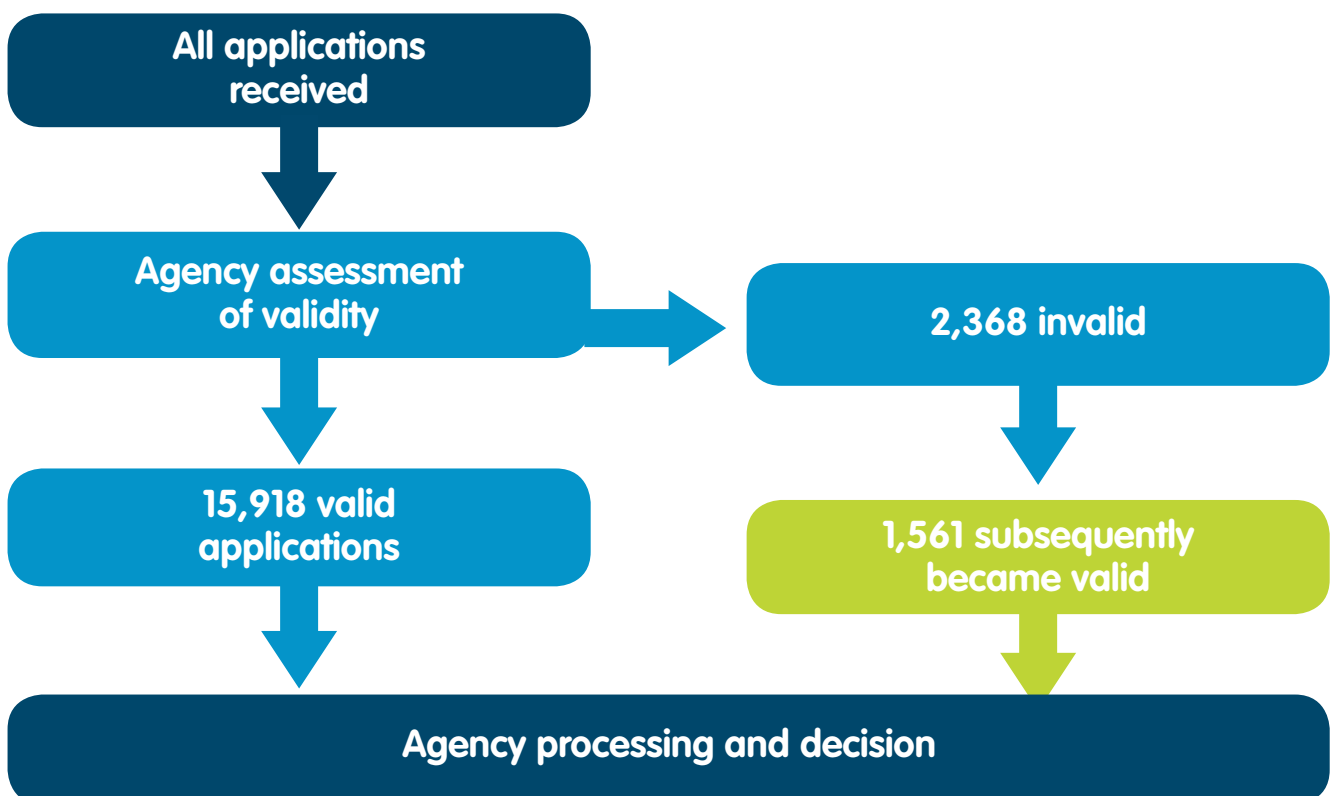 All applications
received
Agency assessment
of validity
2,368 invalid
15,918 valid
applications
1,561 subsequently
became valid
Agency processing and decision